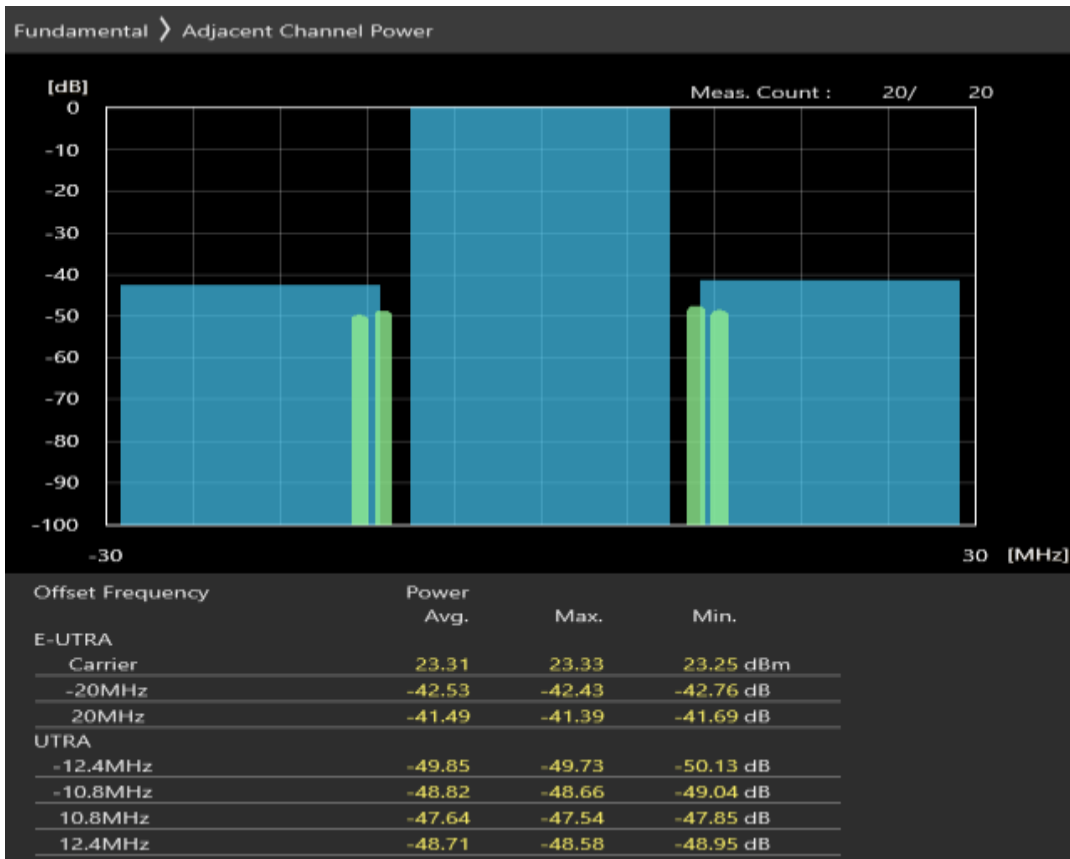 Fundamental 〉 Adjacent Channel Power
[dB]
Meas. Count : 20/ 20
0
-10
-20
-30
-40
-50
-60
-70
-80
-90
-100
-30 30 [MHz]
Offset Frequency Power
Avg. Max. Min.
E-UTRA
Carrier 23.31 23.33 23.25 dBm
-20MHz -42.53 -42.43 -42.76 dB
20MHz -41.49 -41.39 -41.69 dB
UTRA
-12.4MHz -49.85 -49.73 -50.13 dB
-10.8MHz -48.82 -48.66 -49.04 dB
10.8MHz -47.64 -47.54 -47.85 dB
12.4MHz -48.71 -48.58 -48.95 dB